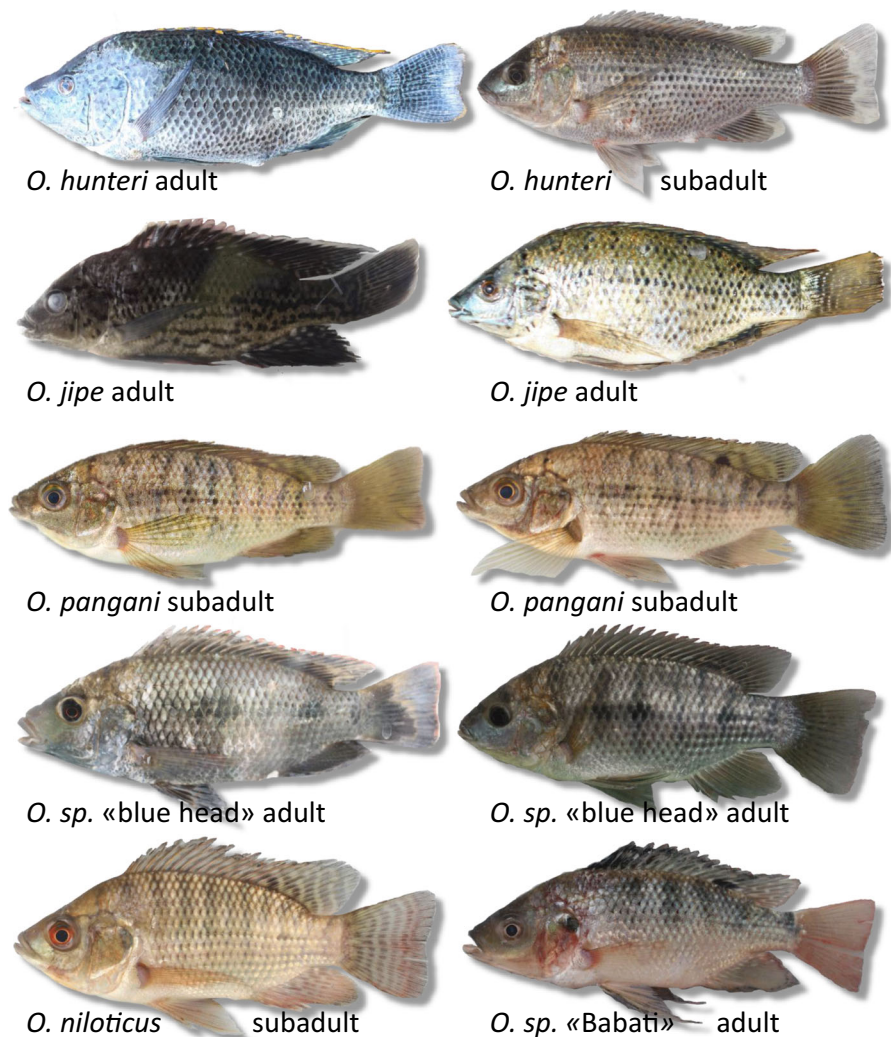 O. hunteri adult
O. hunteri subadult
O. jipe adult
O. jipe adult
O. pangani subadult
O. pangani subadult
O. sp. «blue head» adult
O. sp. «blue head» adult
O. niloticus subadult
O. sp. «Babati» adult